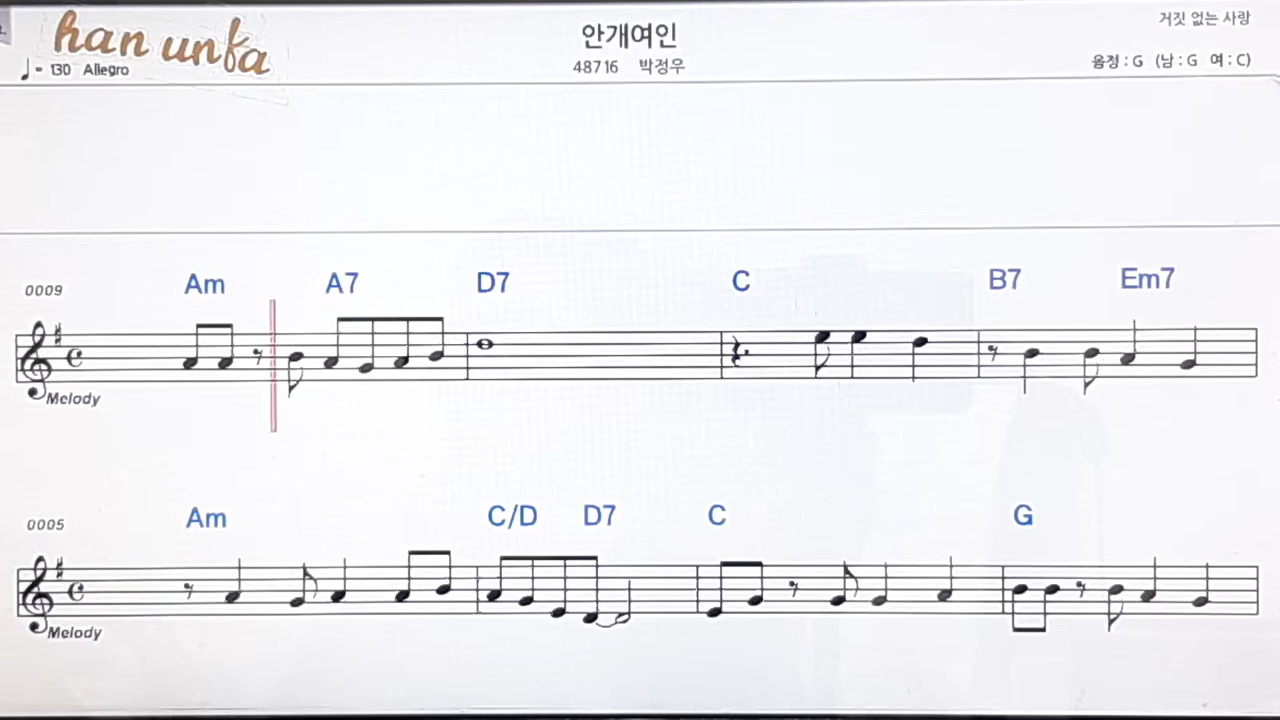 han unfa
안개여인
거짓 없는 사랑
♩= 130 Allegro
48716 박정우
음정 : G (남 : G 여 : C)
0009 Am A7 D7 C B7 Em7
Melody
0005 Am C/D D7 C G
Melody